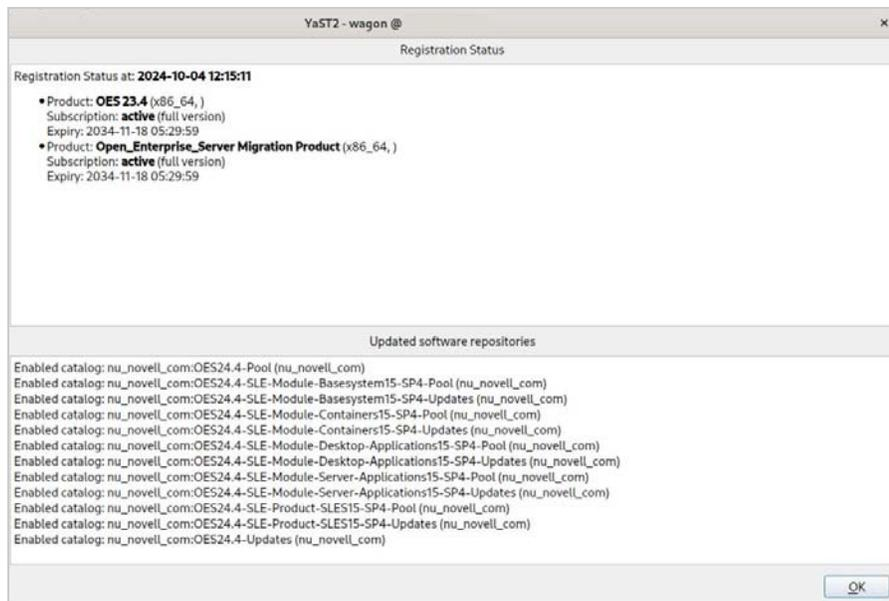 YaST2 - wagon @
×
Registration Status
Registration Status at: 2024-10-04 12:15:11
• Product: OES 23.4 (x86_64, )
Subscription: active (full version)
Expiry: 2034-11-18 05:29:59
• Product: Open_Enterprise_Server Migration Product (x86_64, )
Subscription: active (full version)
Expiry: 2034-11-18 05:29:59
Updated software repositories
Enabled catalog: nu_novell_com:OES24.4-Pool (nu_novell_com)
Enabled catalog: nu_novell_com:OES24.4-SLE-Module-Basesystem15-SP4-Pool (nu_novell_com)
Enabled catalog: nu_novell_com:OES24.4-SLE-Module-Basesystem15-SP4-Updates (nu_novell_com)
Enabled catalog: nu_novell_com:OES24.4-SLE-Module-Containers15-SP4-Pool (nu_novell_com)
Enabled catalog: nu_novell_com:OES24.4-SLE-Module-Containers15-SP4-Updates (nu_novell_com)
Enabled catalog: nu_novell_com:OES24.4-SLE-Module-Desktop-Applications15-SP4-Pool (nu_novell_com)
Enabled catalog: nu_novell_com:OES24.4-SLE-Module-Desktop-Applications15-SP4-Updates (nu_novell_com)
Enabled catalog: nu_novell_com:OES24.4-SLE-Module-Server-Applications15-SP4-Pool (nu_novell_com)
Enabled catalog: nu_novell_com:OES24.4-SLE-Module-Server-Applications15-SP4-Updates (nu_novell_com)
Enabled catalog: nu_novell_com:OES24.4-SLE-Product-SLES15-SP4-Pool (nu_novell_com)
Enabled catalog: nu_novell_com:OES24.4-SLE-Product-SLES15-SP4-Updates (nu_novell_com)
Enabled catalog: nu_novell_com:OES24.4-Updates (nu_novell_com)
OK